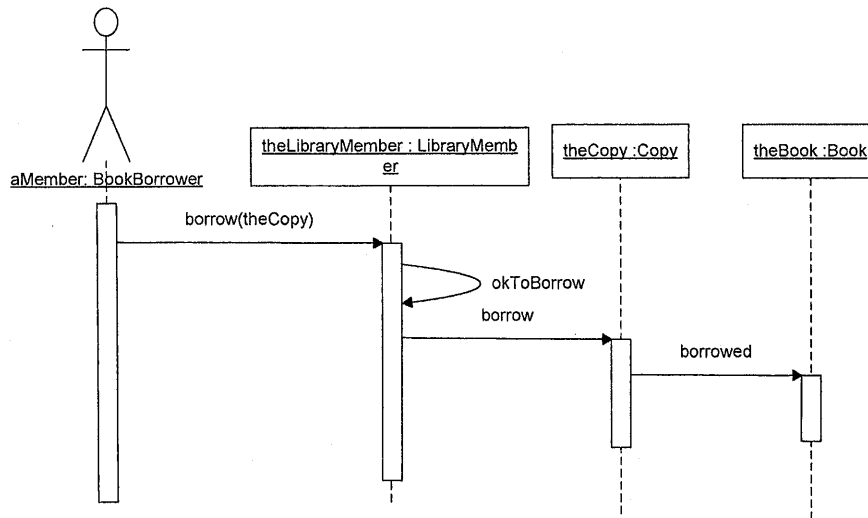 theLibraryMember : LibraryMemb
er
theCopy :Copy
theBook :Book
aMember: BookBorrower
borrow(theCopy)
okToBorrow
borrow
borrowed